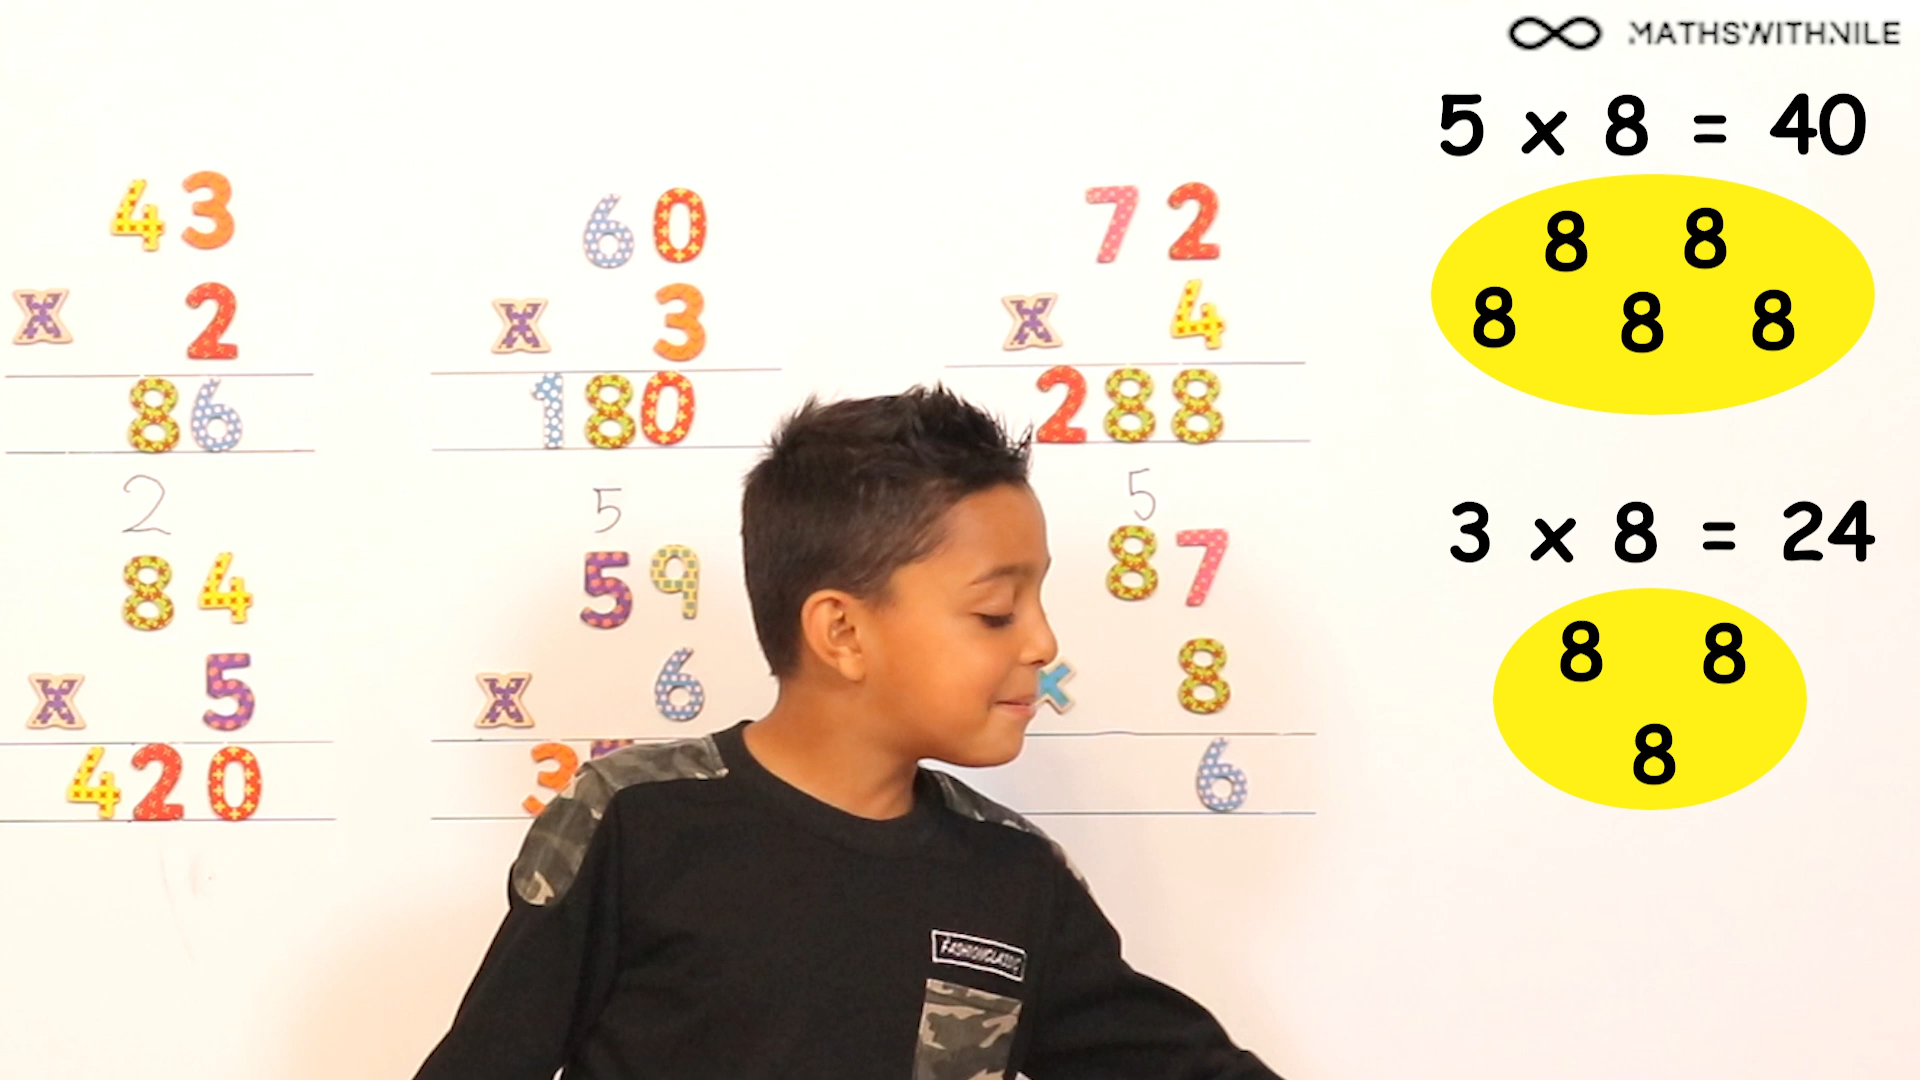 MATHSWITHNILE
5 x 8 = 40
8 8
8 8 8
3 x 8 = 24
8 8
8
43
x 2
86
60
x 3
180
72
x 4
288
2
84
x 5
420
5
59
x 6
3
5
87
x 8
6
FASHIONCLASSIC